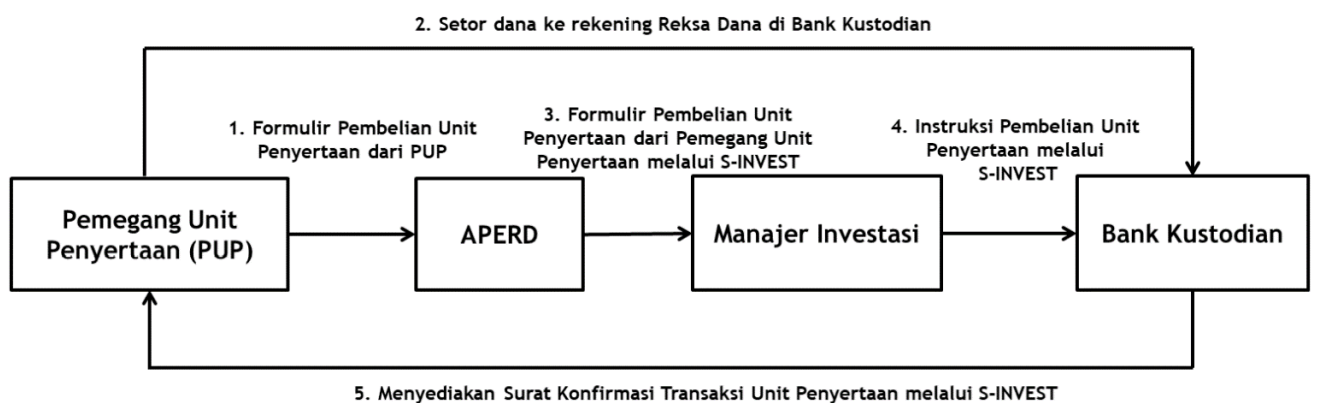 2. Setor dana ke rekening Reksa Dana di Bank Kustodian
1. Formulir Pembelian Unit
Penyertaan dari PUP
3. Formulir Pembelian Unit
Penyertaan dari Pemegang Unit
Penyertaan melalui S-INVEST
4. Instruksi Pembelian Unit
Penyertaan melalui
S-INVEST
Pemegang Unit
Penyertaan (PUP)
APERD
Manajer Investasi
Bank Kustodian
5. Menyediakan Surat Konfirmasi Transaksi Unit Penyertaan melalui S-INVEST